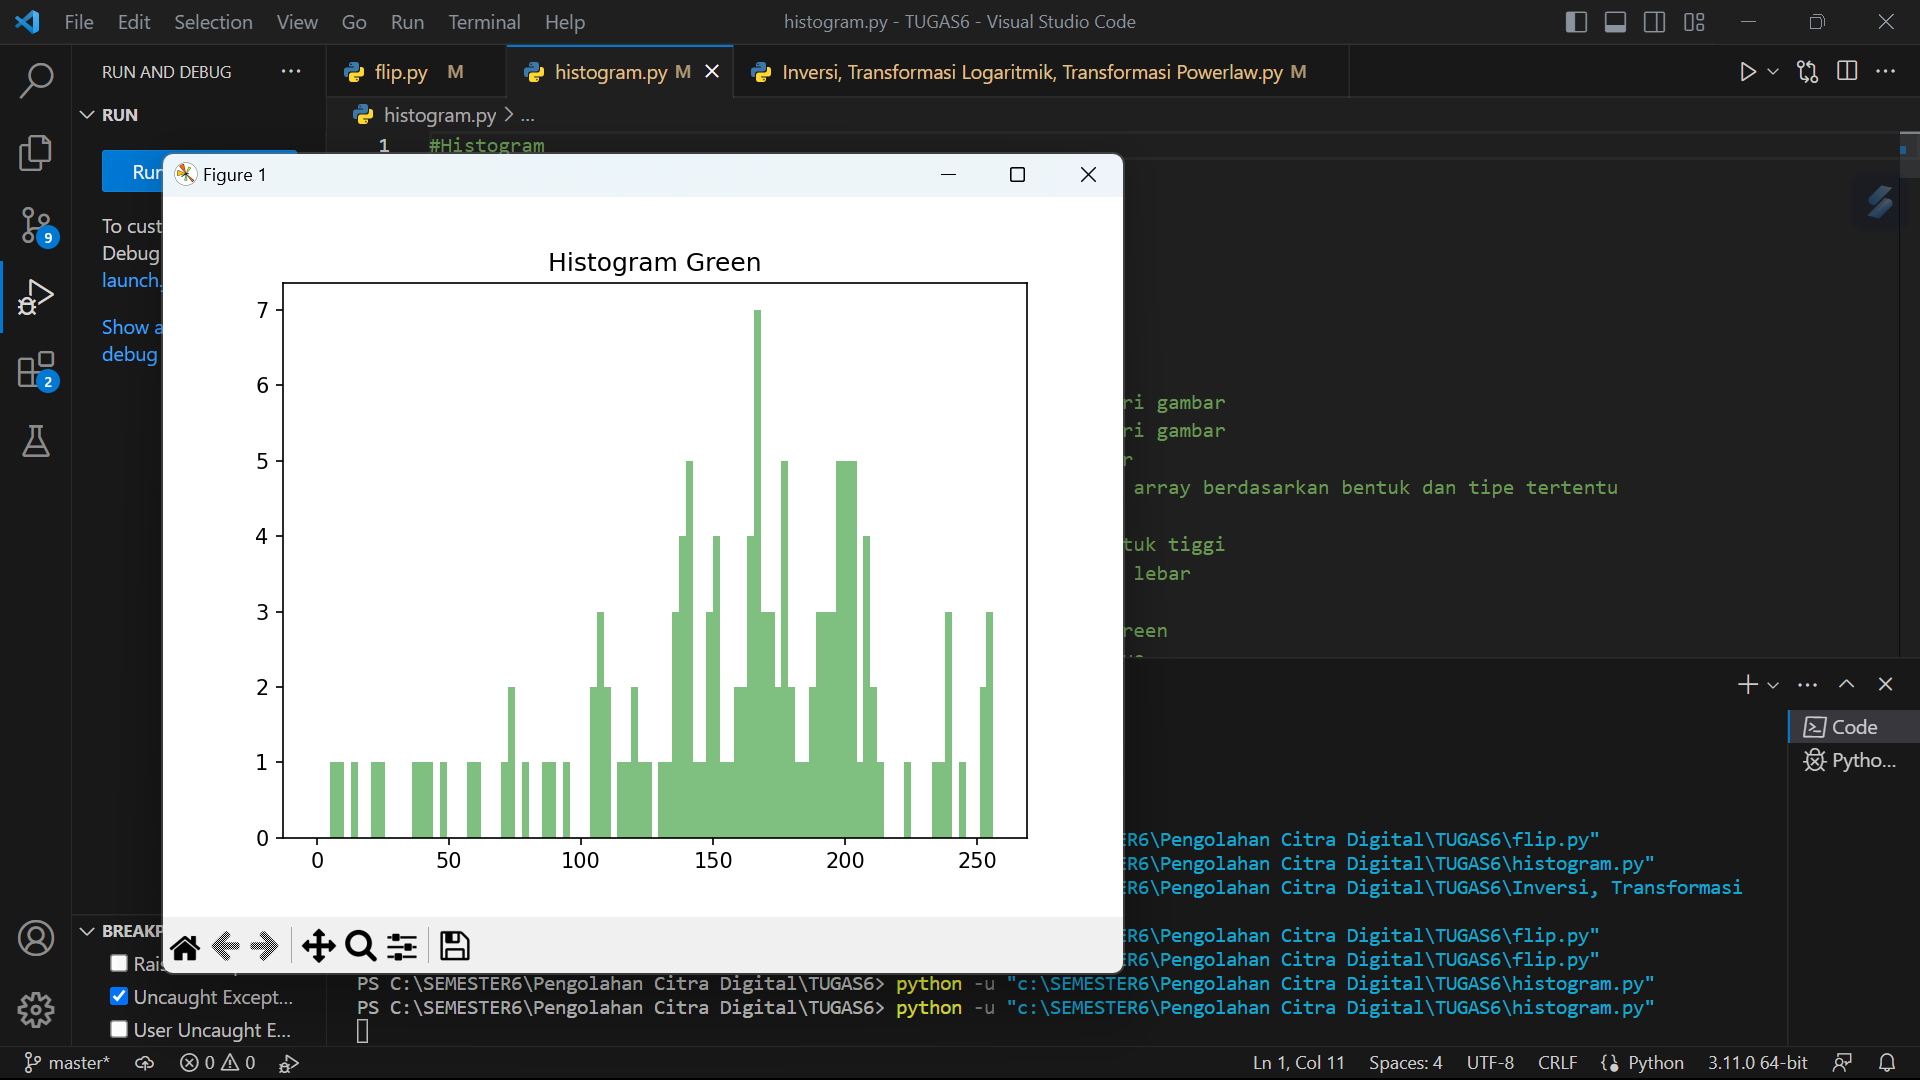 File Edit Selection View Go Run Terminal Help
histogram.py - TUGAS6 - Visual Studio Code
RUN AND DEBUG
flip.py M
histogram.py M
Inversi, Transformasi Logaritmik, Transformasi Powerlaw.py M
RUN
histogram.py > ...
1 #Histogram
Figure 1
To cust
Debug
launch.
Show a
debug
9
2
Histogram Green
7
6
5
4
3
2
1
0
0 50 100 150 200 250
ri gambar
ri gambar
r
array berdasarkan bentuk dan tipe tertentu
tuk tiggi
lebar
reen
Code
Pytho...
ER6\Pengolahan Citra Digital\TUGAS6\flip.py"
ER6\Pengolahan Citra Digital\TUGAS6\histogram.py"
ER6\Pengolahan Citra Digital\TUGAS6\Inversi, Transformasi
ER6\Pengolahan Citra Digital\TUGAS6\flip.py"
ER6\Pengolahan Citra Digital\TUGAS6\flip.py"
PS C:\SEMESTER6\Pengolahan Citra Digital\TUGAS6> python -u "c:\SEMESTER6\Pengolahan Citra Digital\TUGAS6\histogram.py"
PS C:\SEMESTER6\Pengolahan Citra Digital\TUGAS6> python -u "c:\SEMESTER6\Pengolahan Citra Digital\TUGAS6\histogram.py"
BREAKP
Rai
Uncaught Except...
User Uncaught E...
master* 0 0
Ln 1, Col 11 Spaces: 4 UTF-8 CRLF Python 3.11.0 64-bit